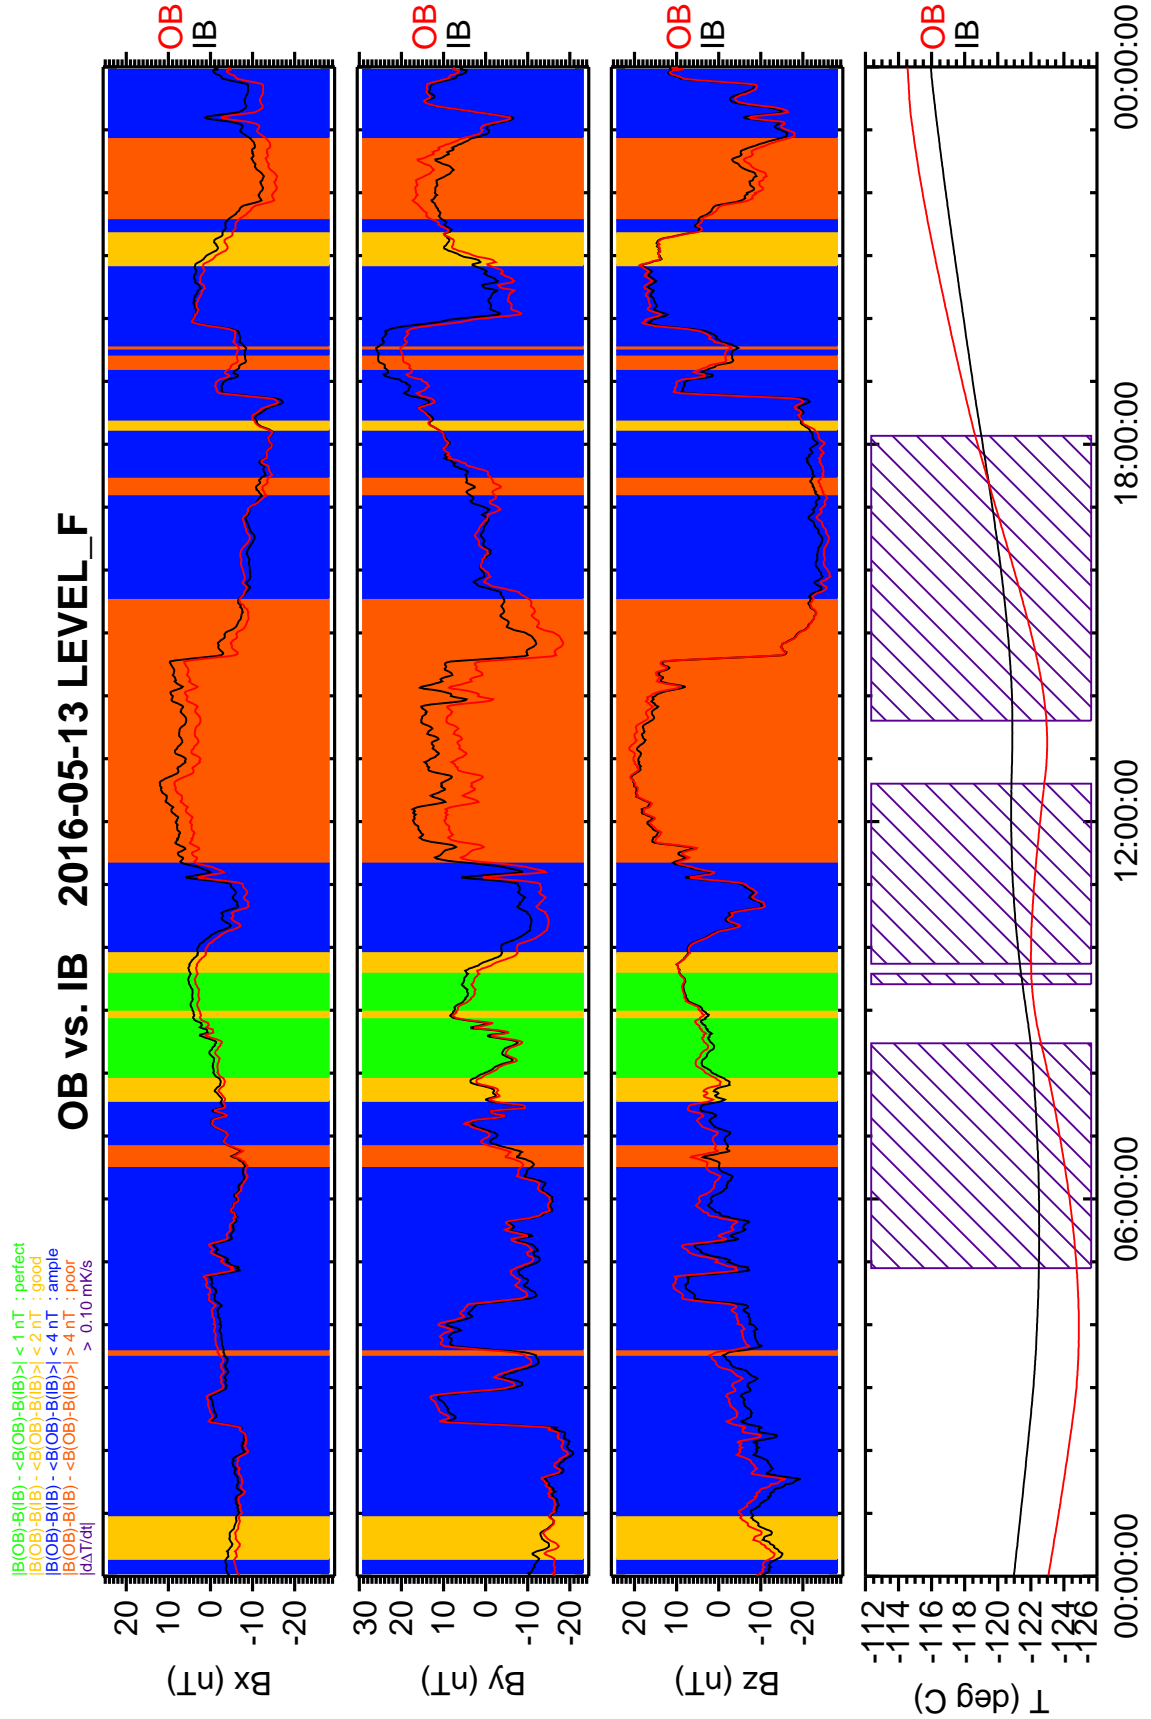 |B(OB)-B(IB) - <B(OB)-B(IB)>| < 1 nT : perfect
|B(OB)-B(IB) - <B(OB)-B(IB)>| < 2 nT : good
|B(OB)-B(IB) - <B(OB)-B(IB)>| < 4 nT : ample
|B(OB)-B(IB) - <B(OB)-B(IB)>| > 4 nT : poor
|dΔT/dt| > 0.10 mK/s
OB vs. IB 2016-05-13 LEVEL_F
Bx (nT)
20
10
0
-10
-20
OB
IB
By (nT)
30
20
10
0
-10
-20
OB
IB
Bz (nT)
20
10
0
-10
-20
OB
IB
T (deg C)
-112
-114
-116
-118
-120
-122
-124
-126
OB
IB
00:00:00
06:00:00
12:00:00
18:00:00
00:00:00